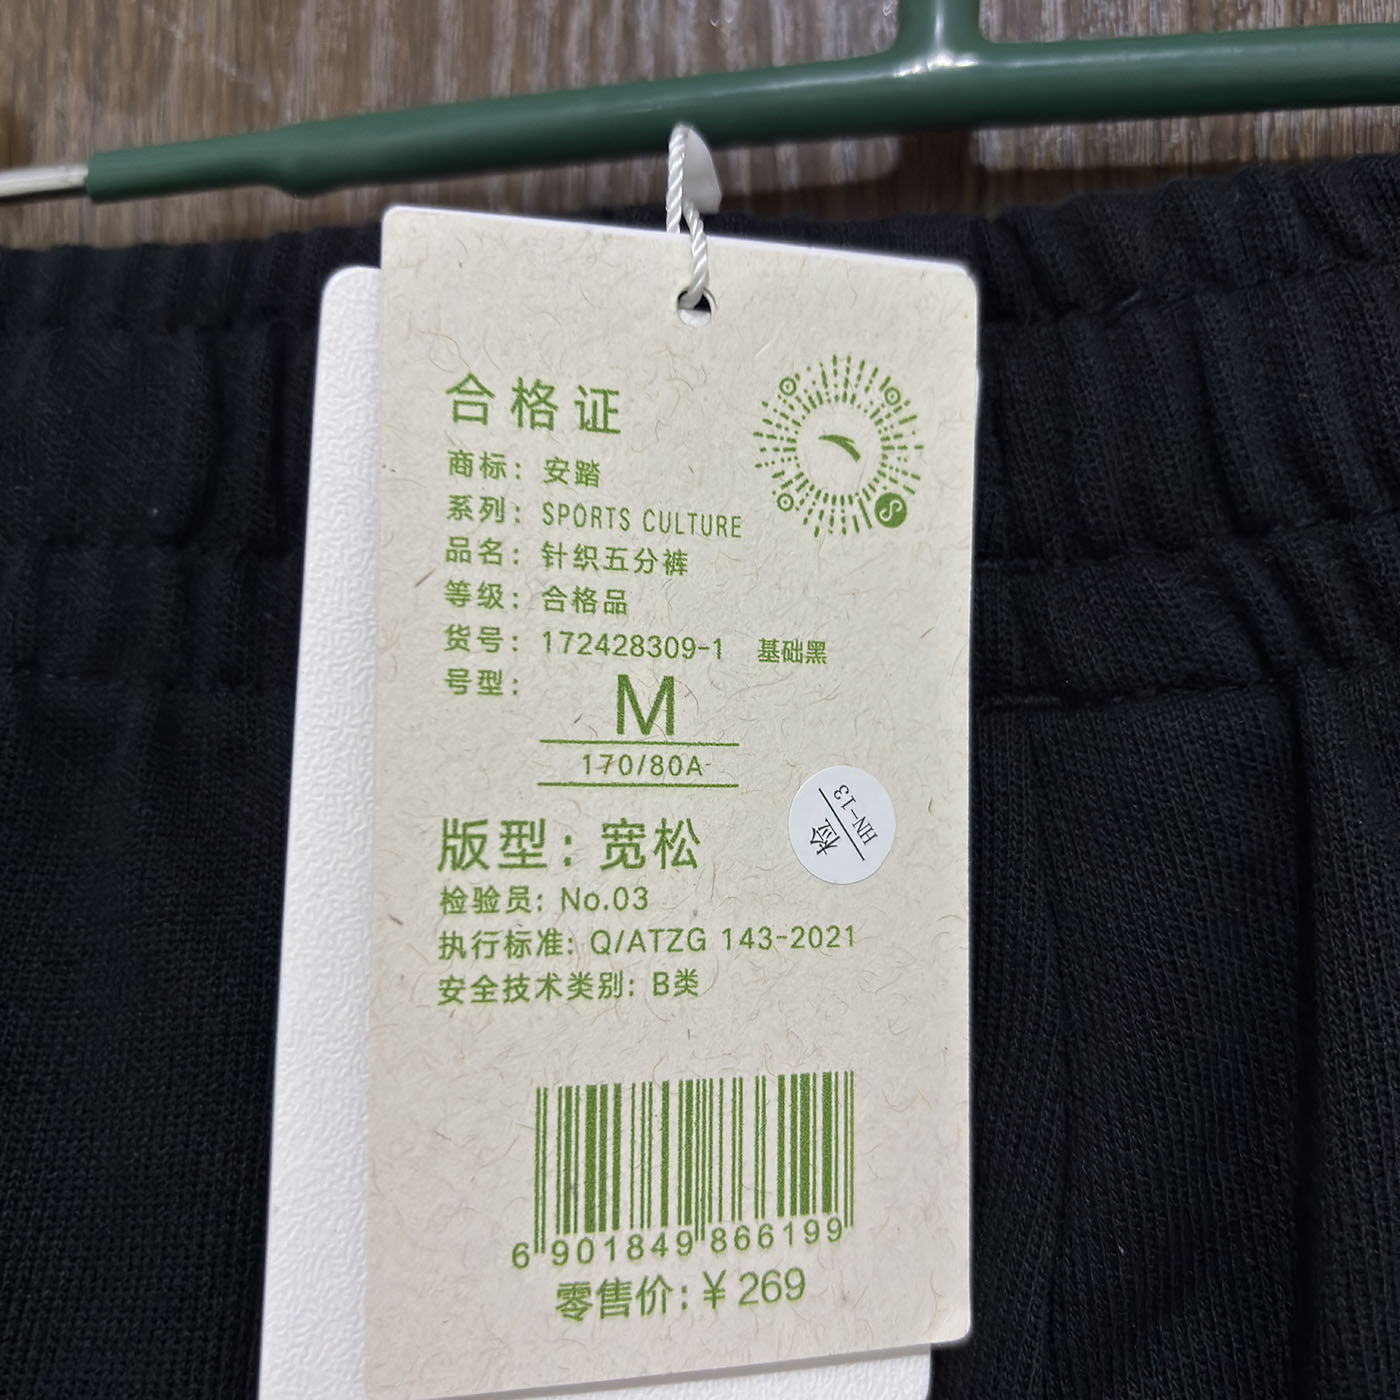 合格证
商标：安踏
系列：SPORTS CULTURE
品名：针织五分裤
等级：合格品
货号：172428309-1 基础黑
号型：M
170/80A
检
HN-13
版型：宽松
检验员：No.03
执行标准：Q/ATZG 143-2021
安全技术类别：B类
6 901849 866199
零售价：¥269